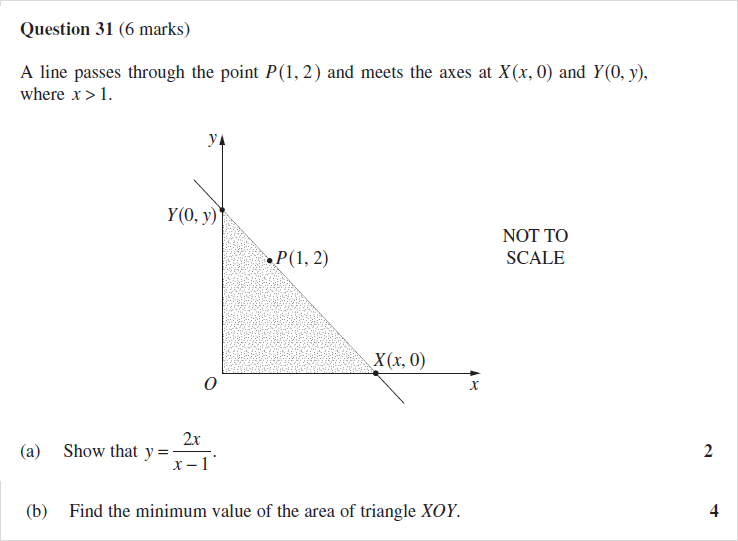 Question 31 (6 marks)
A line passes through the point P(1, 2) and meets the axes at X(x, 0) and Y(0, y),
where x > 1.
y
Y(0, y)
P(1, 2)
NOT TO
SCALE
X(x, 0)
O
x
(a) Show that y = 2x / (x − 1). 2
(b) Find the minimum value of the area of triangle XOY. 4